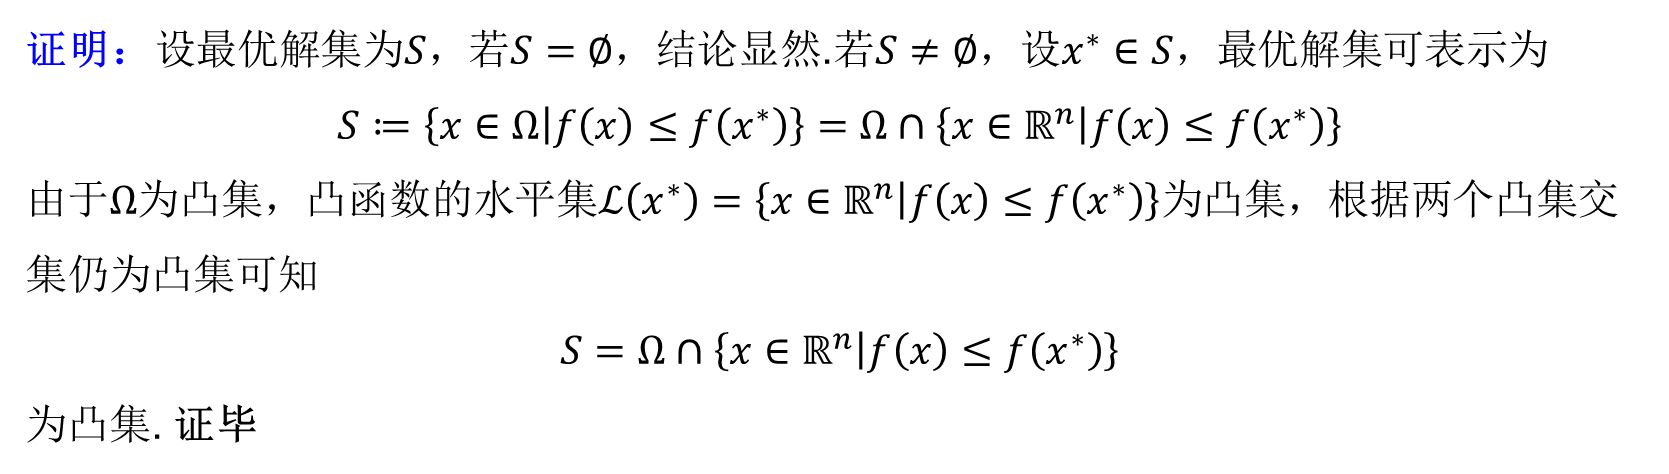 证明：设最优解集为𝑆，若𝑆 = ∅，结论显然.若𝑆 ≠ ∅，设𝑥* ∈ 𝑆，最优解集可表示为
𝑆 ≔ {𝑥 ∈ Ω|𝑓(𝑥) ≤ 𝑓(𝑥*)} = Ω ∩ {𝑥 ∈ ℝⁿ|𝑓(𝑥) ≤ 𝑓(𝑥*)}
由于Ω为凸集，凸函数的水平集ℒ(𝑥*) = {𝑥 ∈ ℝⁿ|𝑓(𝑥) ≤ 𝑓(𝑥*)}为凸集，根据两个凸集交
集仍为凸集可知
𝑆 = Ω ∩ {𝑥 ∈ ℝⁿ|𝑓(𝑥) ≤ 𝑓(𝑥*)}
为凸集. 证毕